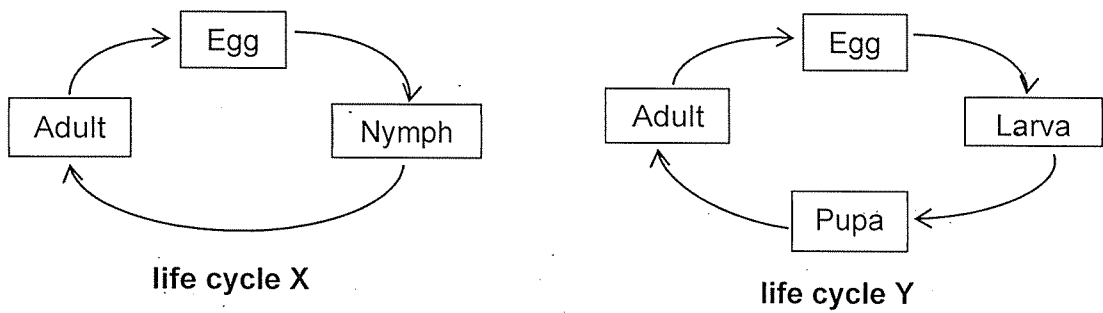 Egg
Adult
Nymph
life cycle X
Egg
Adult
Larva
Pupa
life cycle Y